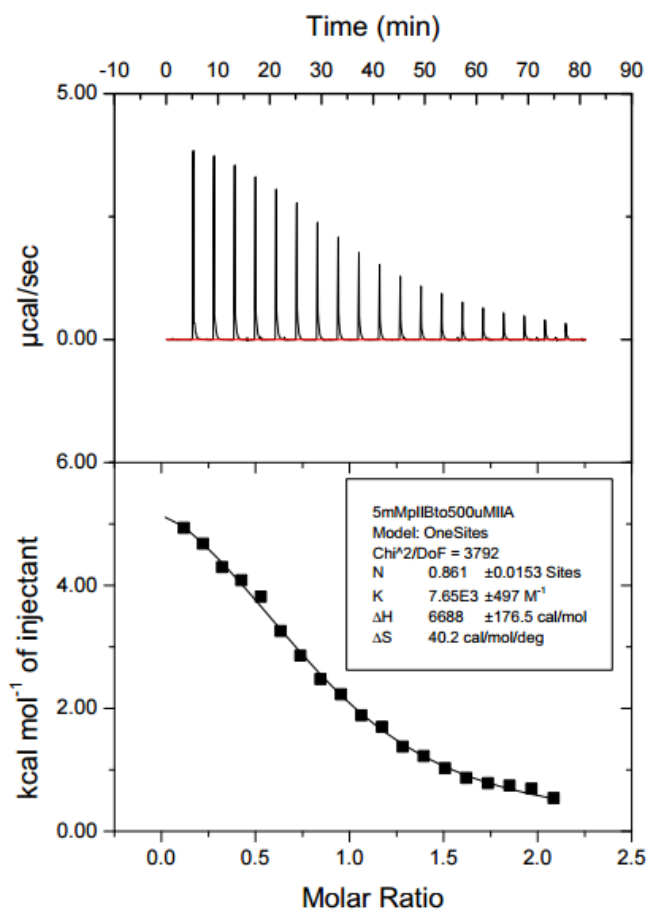 Time (min)
-10 0 10 20 30 40 50 60 70 80 90
5.00
0.00
µcal/sec
6.00
4.00
2.00
0.00
kcal mol⁻¹ of injectant
5mMpIIBto500uMIIA
Model: OneSites
Chi^2/DoF = 3792
N 0.861 ±0.0153 Sites
K 7.65E3 ±497 M⁻¹
ΔH 6688 ±176.5 cal/mol
ΔS 40.2 cal/mol/deg
0.0 0.5 1.0 1.5 2.0 2.5
Molar Ratio